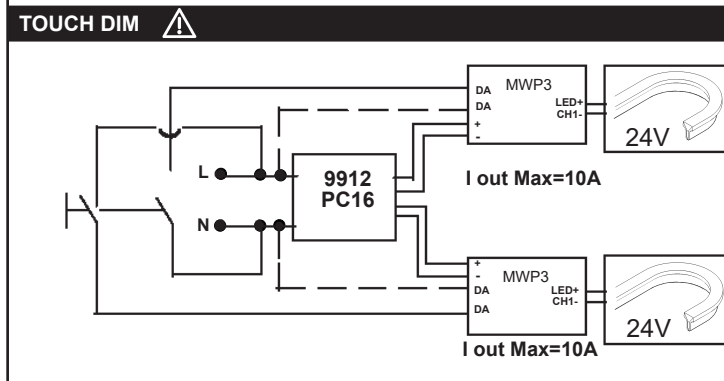 TOUCH DIM
DA
DA
+
-
MWP3
LED+
CH1-
24V
I out Max=10A
L
N
9912
PC16
+
-
DA
DA
MWP3
LED+
CH1-
24V
I out Max=10A